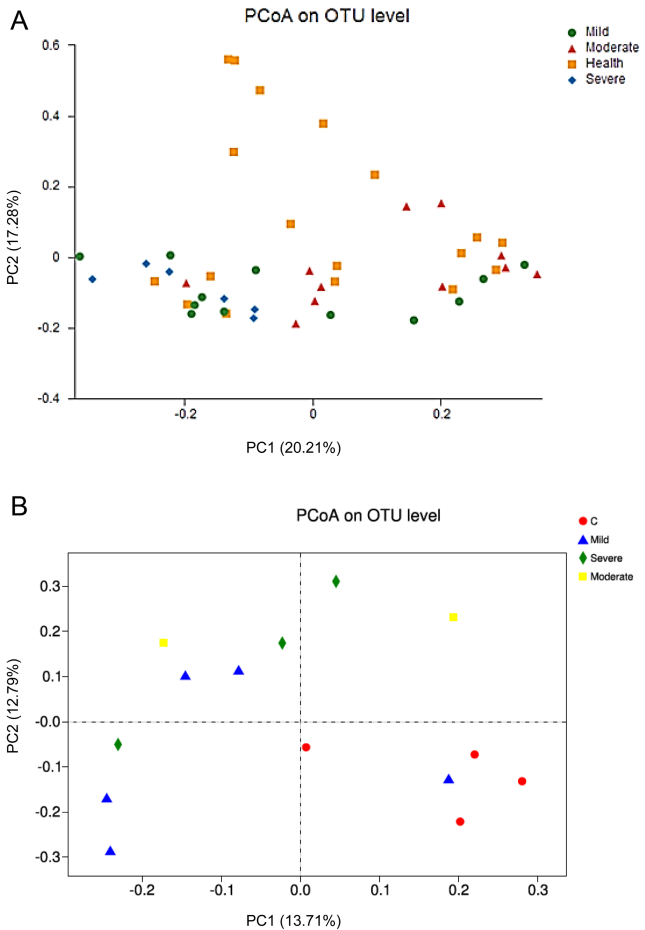 A
PCoA on OTU level
Mild
Moderate
Health
Severe
0.6
0.4
0.2
0
-0.2
-0.4
PC2 (17.28%)
-0.2 0 0.2
PC1 (20.21%)
B
PCoA on OTU level
C
Mild
Severe
Moderate
0.3
0.2
0.1
-0.0
-0.1
-0.2
-0.3
PC2 (12.79%)
-0.2 -0.1 0.0 0.1 0.2 0.3
PC1 (13.71%)